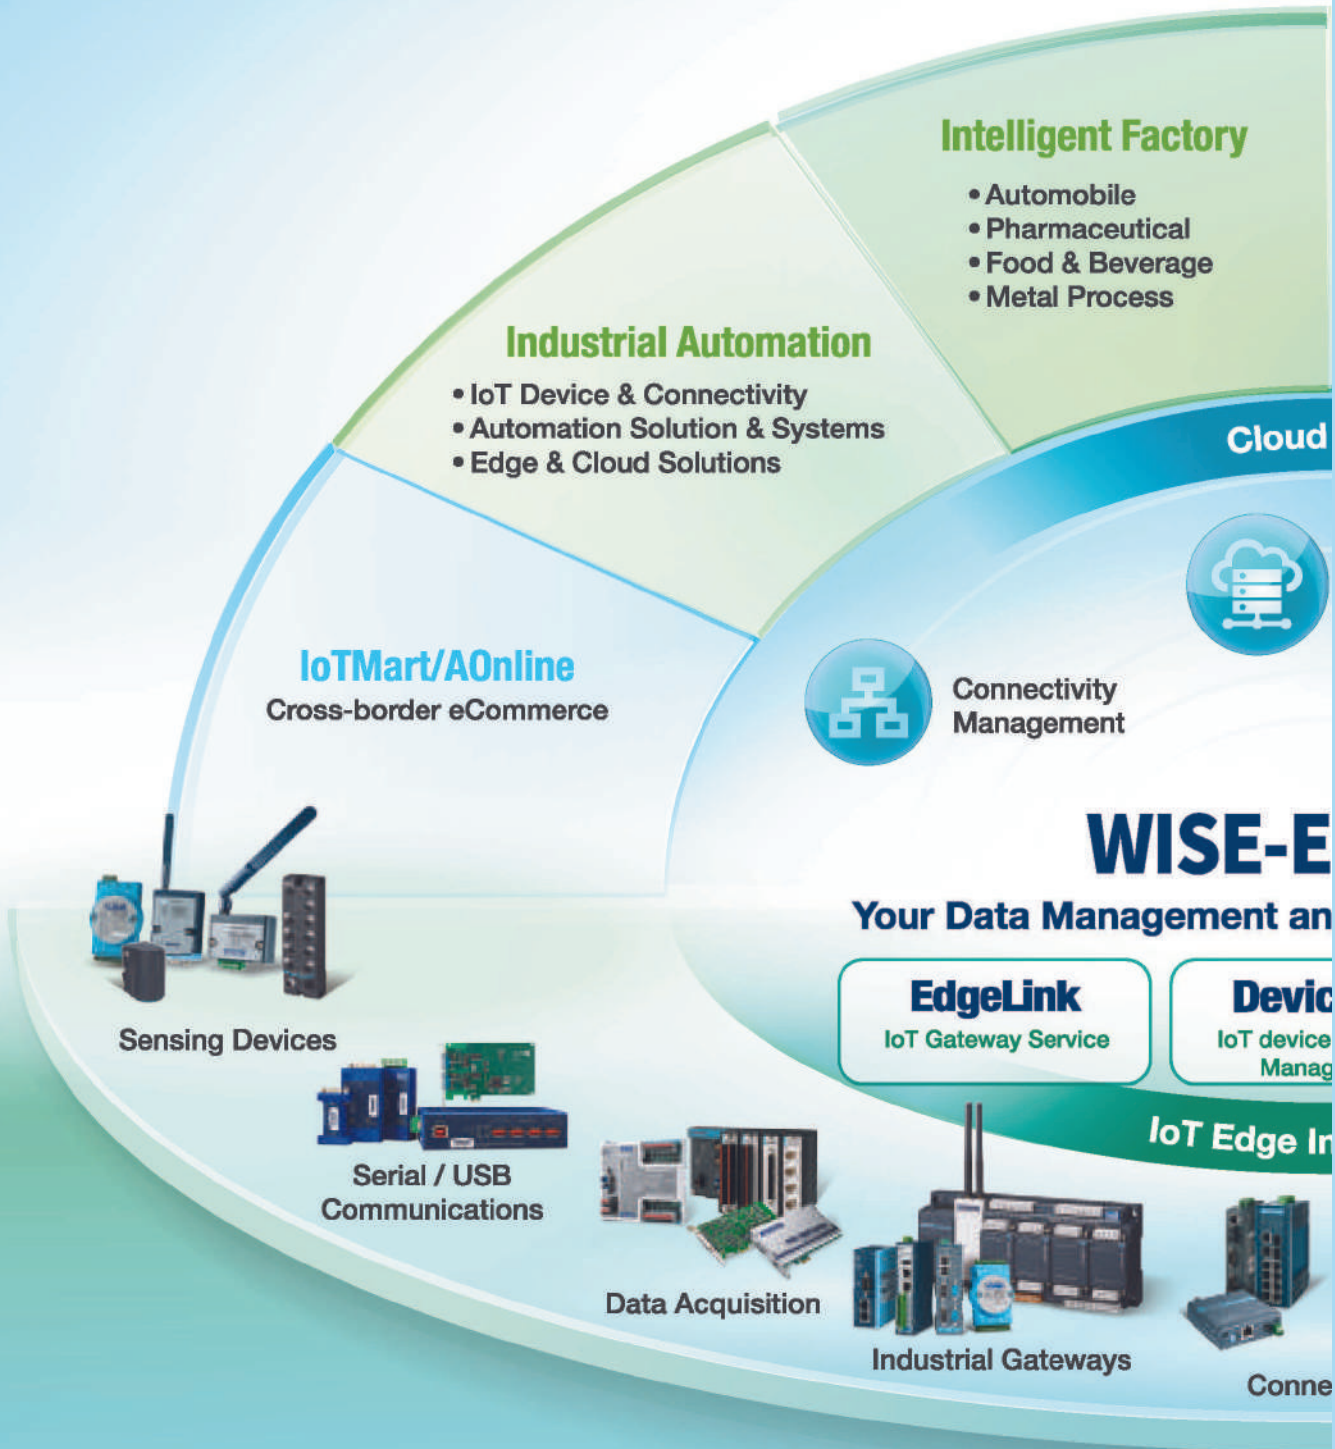 Intelligent Factory
• Automobile
• Pharmaceutical
• Food & Beverage
• Metal Process
Industrial Automation
• IoT Device & Connectivity
• Automation Solution & Systems
• Edge & Cloud Solutions
Cloud
IoTMart/AOnline
Cross-border eCommerce
Connectivity
Management
WISE-E
Your Data Management an
EdgeLink
IoT Gateway Service
Devic
IoT device
Manag
IoT Edge In
Sensing Devices
Serial / USB
Communications
Data Acquisition
Industrial Gateways
Conne